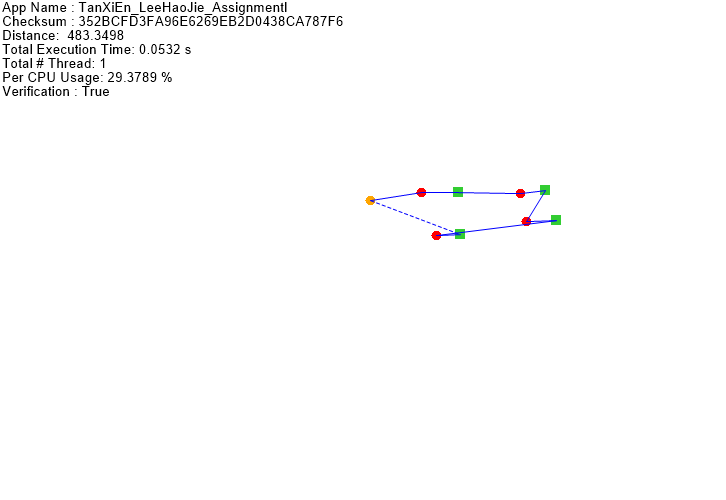 App Name : TanXiEn_LeeHaoJie_AssignmentI
Checksum : 352BCFD3FA96E6269EB2D0438CA787F6
Distance:  483.3498
Total Execution Time: 0.0532 s
Total # Thread: 1
Per CPU Usage: 29.3789 %
Verification : True